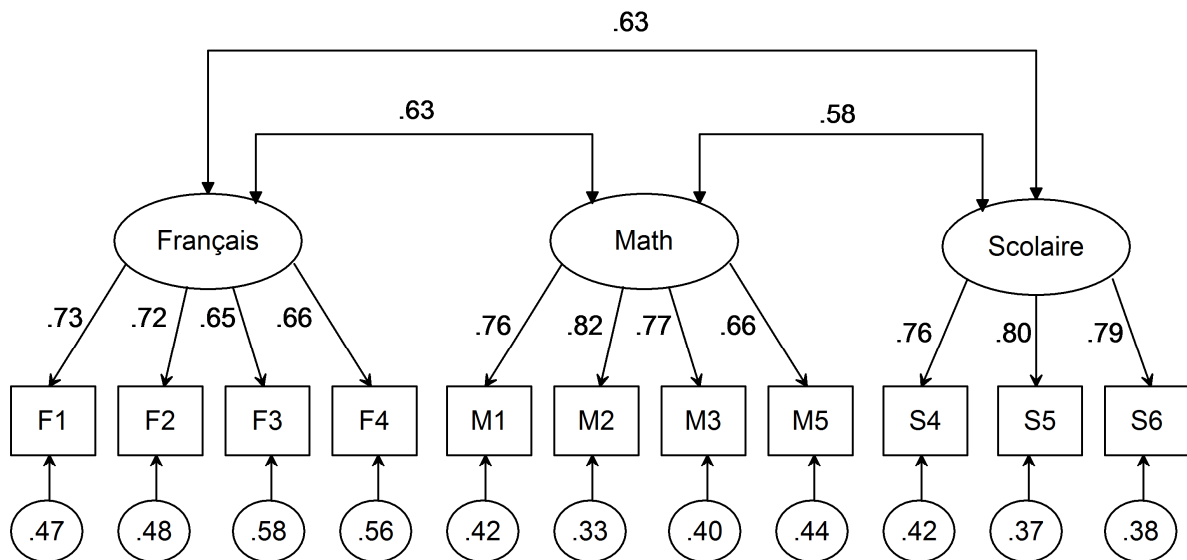 .63
.63 .58
Français Math Scolaire
.73 .72 .65 .66 .76 .82 .77 .66 .76 .80 .79
F1 F2 F3 F4 M1 M2 M3 M5 S4 S5 S6
.47 .48 .58 .56 .42 .33 .40 .44 .42 .37 .38